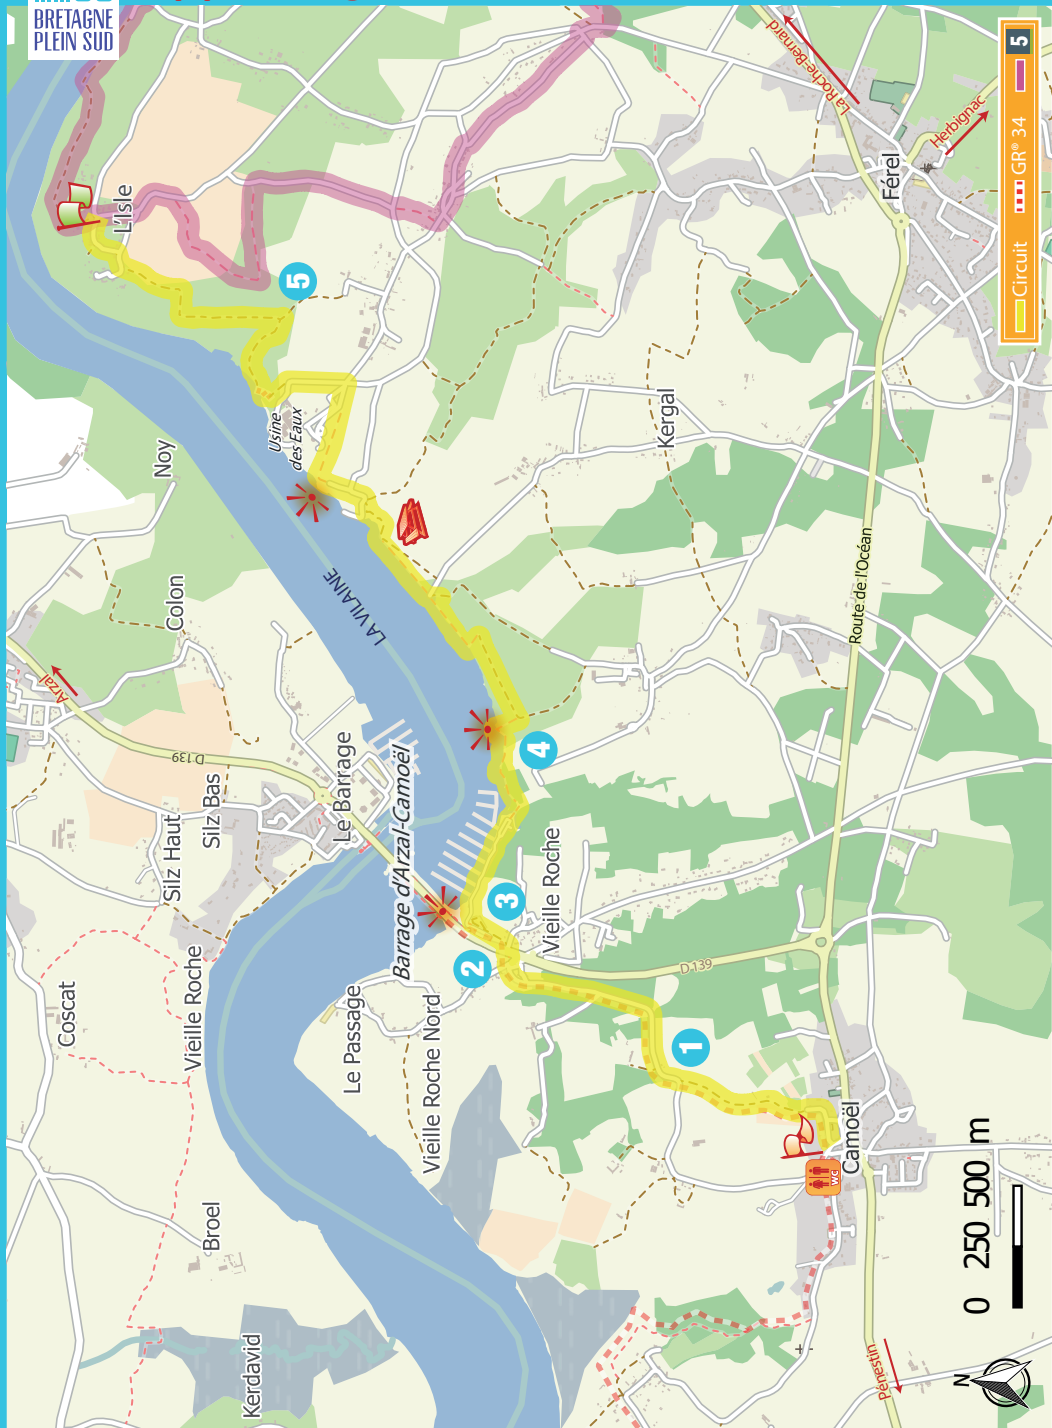 BRETAGNE
PLEIN SUD
L'Isle
La Roche-Bernard
Herbignac
Férel
Circuit
GR® 34
5
5
Usine
des Eaux
Noy
Kergal
Colon
LA VILAINE
Arzal
D 139
Route de l'Océan
Silz Bas
Silz Haut
Le Barrage
Barrage d'Arzal-Camoël
4
3
Vieille Roche
2
D 139
Coscat
Vieille Roche
Le Passage
Vieille Roche Nord
1
Camoël
WC
Broel
Kerdavid
Pénestin
0 250 500 m
N